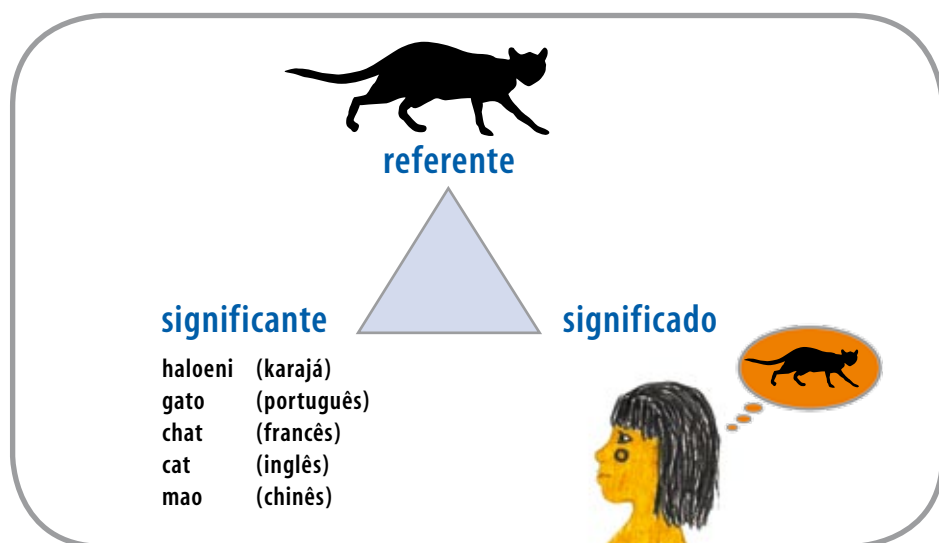 referente
significante
significado
haloeni (karajá)
gato (português)
chat (francês)
cat (inglês)
mao (chinês)